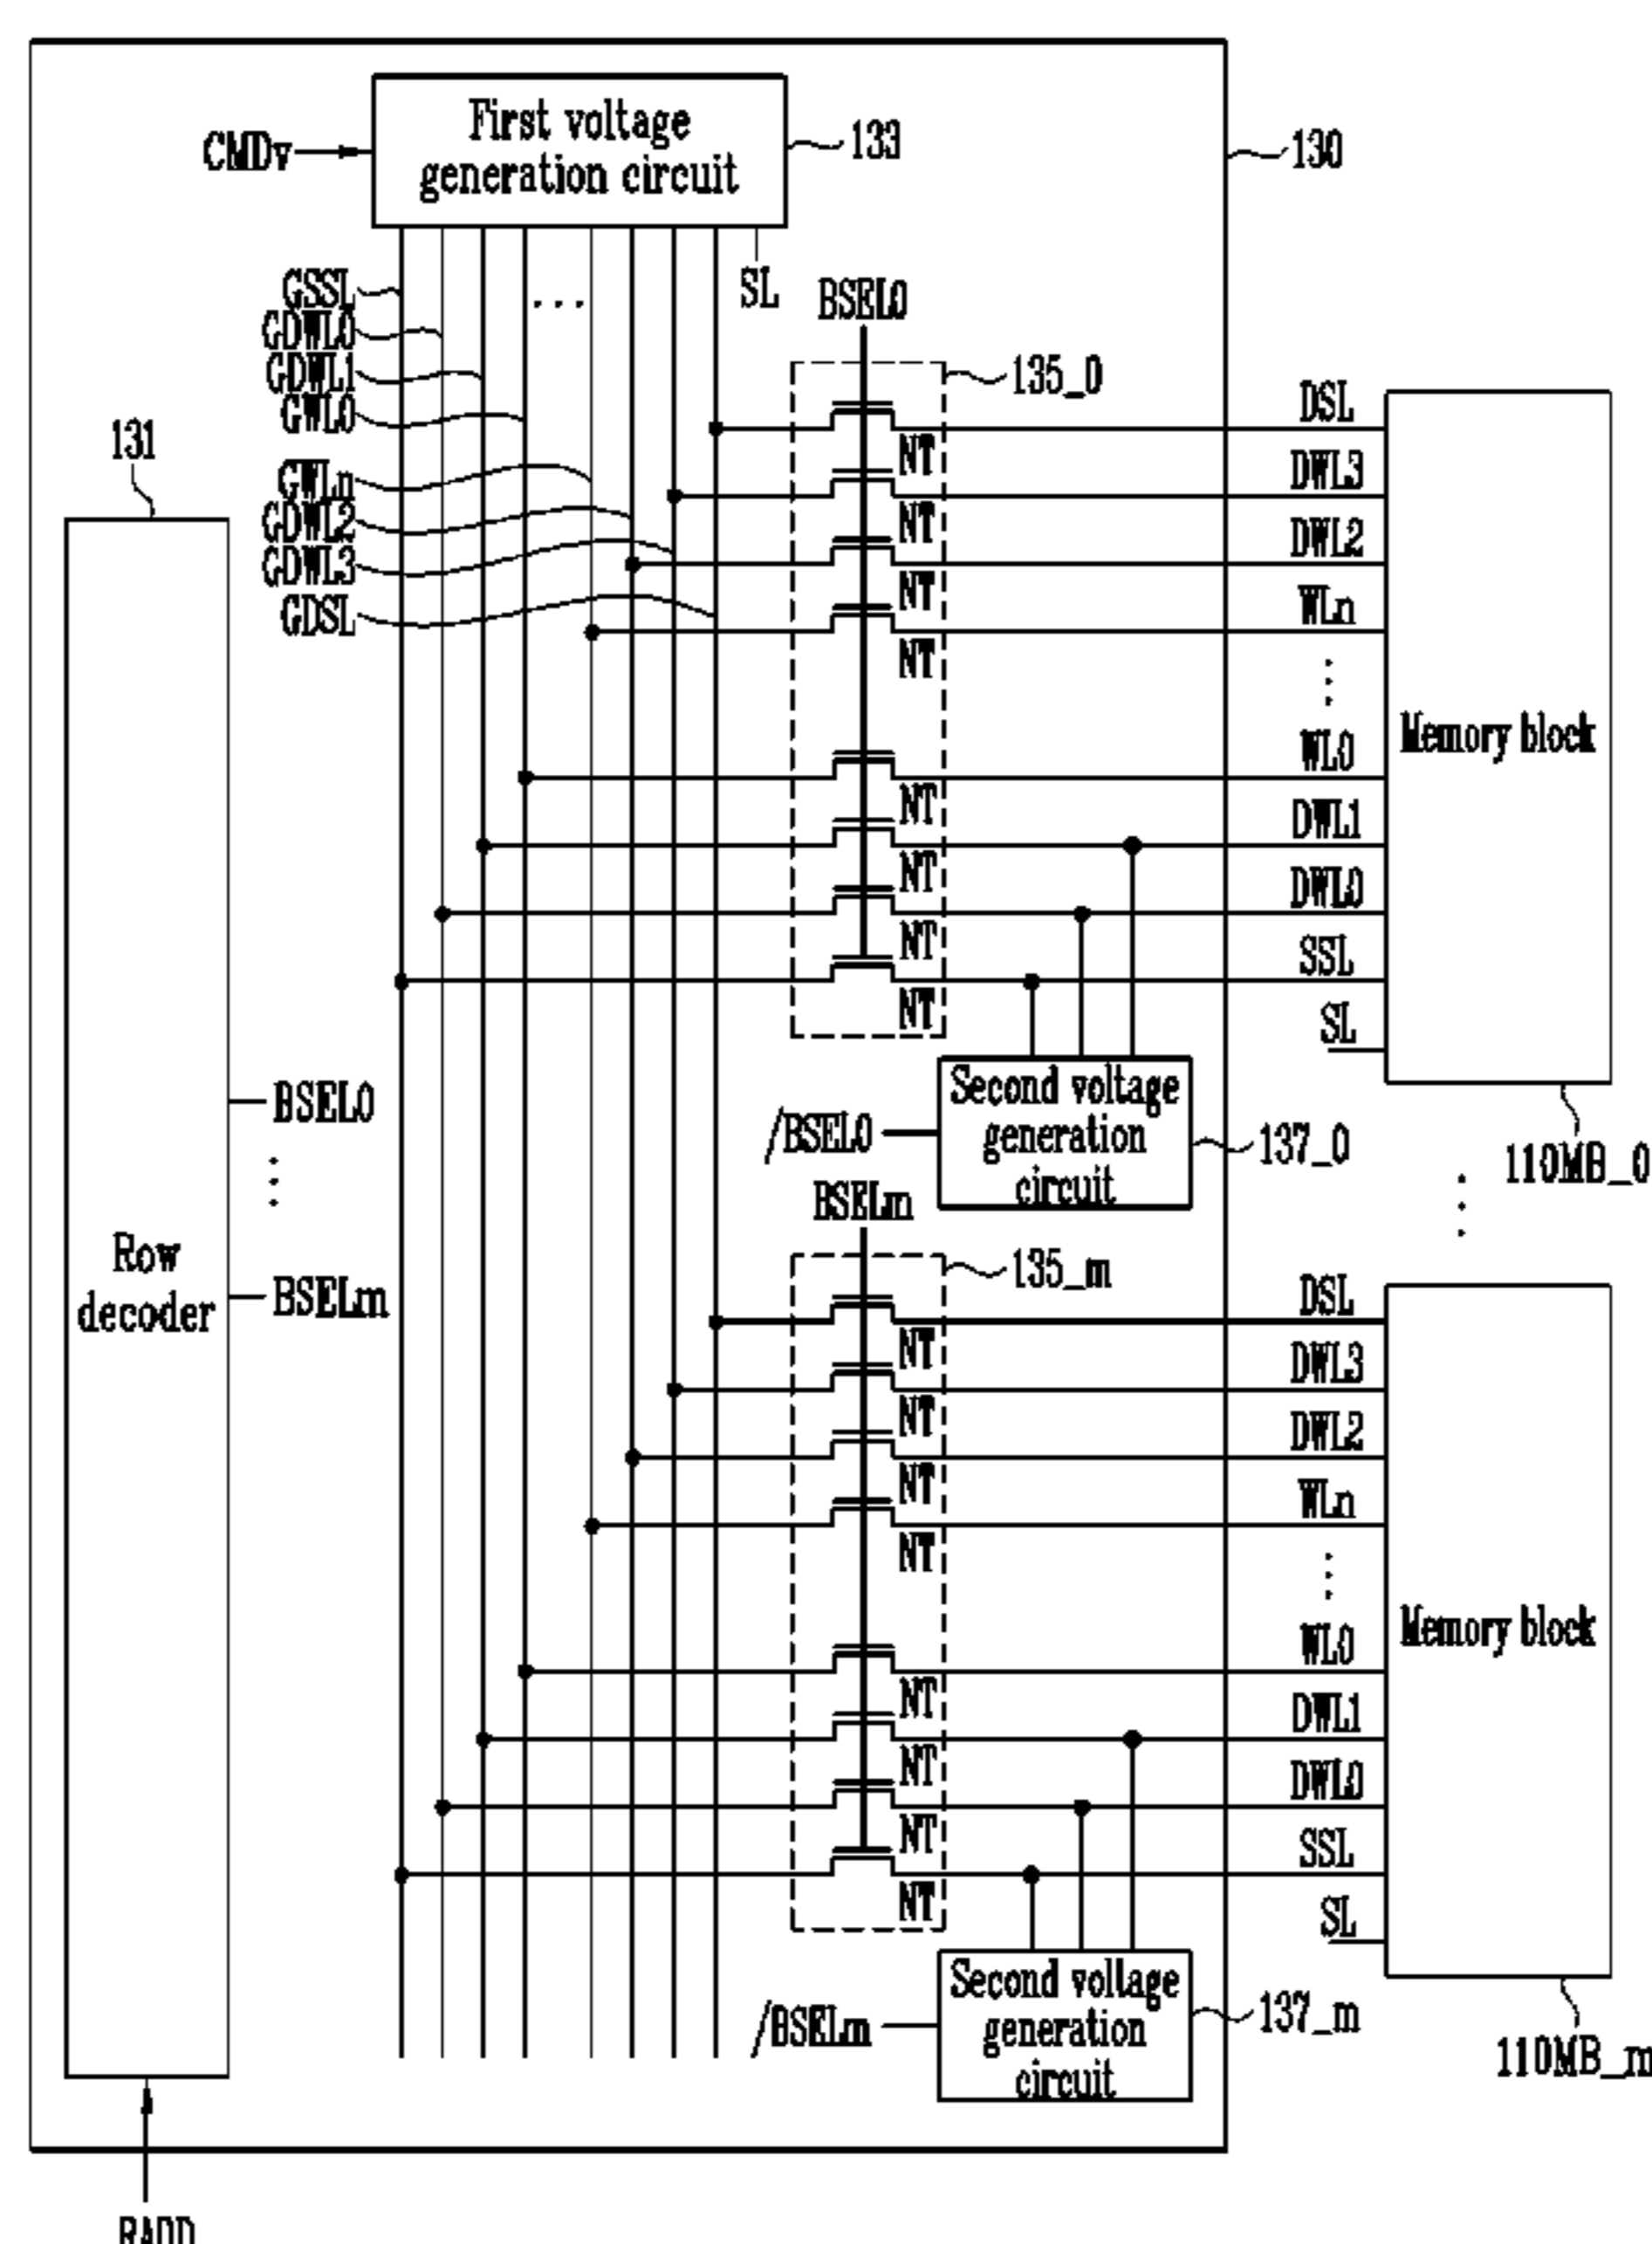 First voltage
generation circuit
CMDv
133
130
GSSL
GDWL0
GDWL1
GWL0
GWLn
GDWL2
GDWL3
GDSL
...
SL
BSEL0
135_0
131
Row
decoder
BSEL0
BSELm
DSL
NT
DWL3
NT
DWL2
NT
WLn
NT
WL0
NT
DWL1
NT
DWL0
NT
SSL
NT
SL
Memory block
110MB_0
Second voltage
generation
circuit
/BSEL0
137_0
BSELm
135_m
DSL
NT
DWL3
NT
DWL2
NT
WLn
NT
WL0
NT
DWL1
NT
DWL0
NT
SSL
NT
SL
Memory block
110MB_m
Second voltage
generation
circuit
/BSELm
137_m
RADD